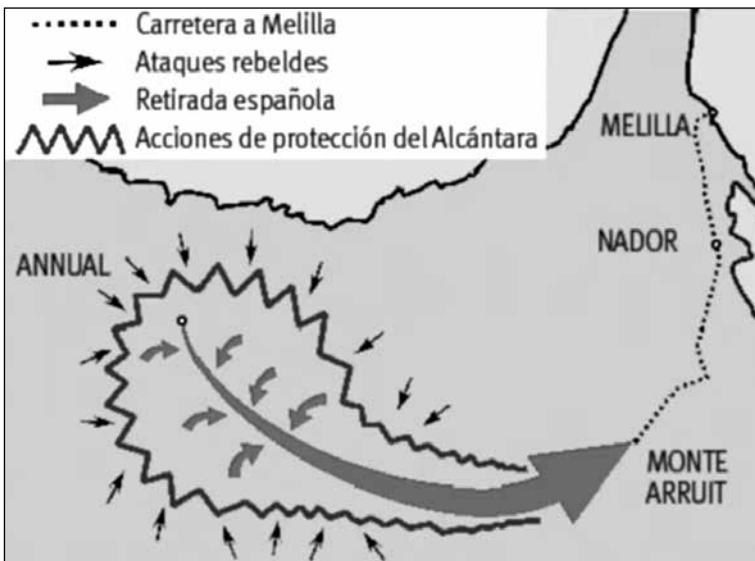 Carretera a Melilla
Ataques rebeldes
Retirada española
Acciones de protección del Alcántara
MELILLA
NADOR
ANNUAL
MONTE
ARRUIT